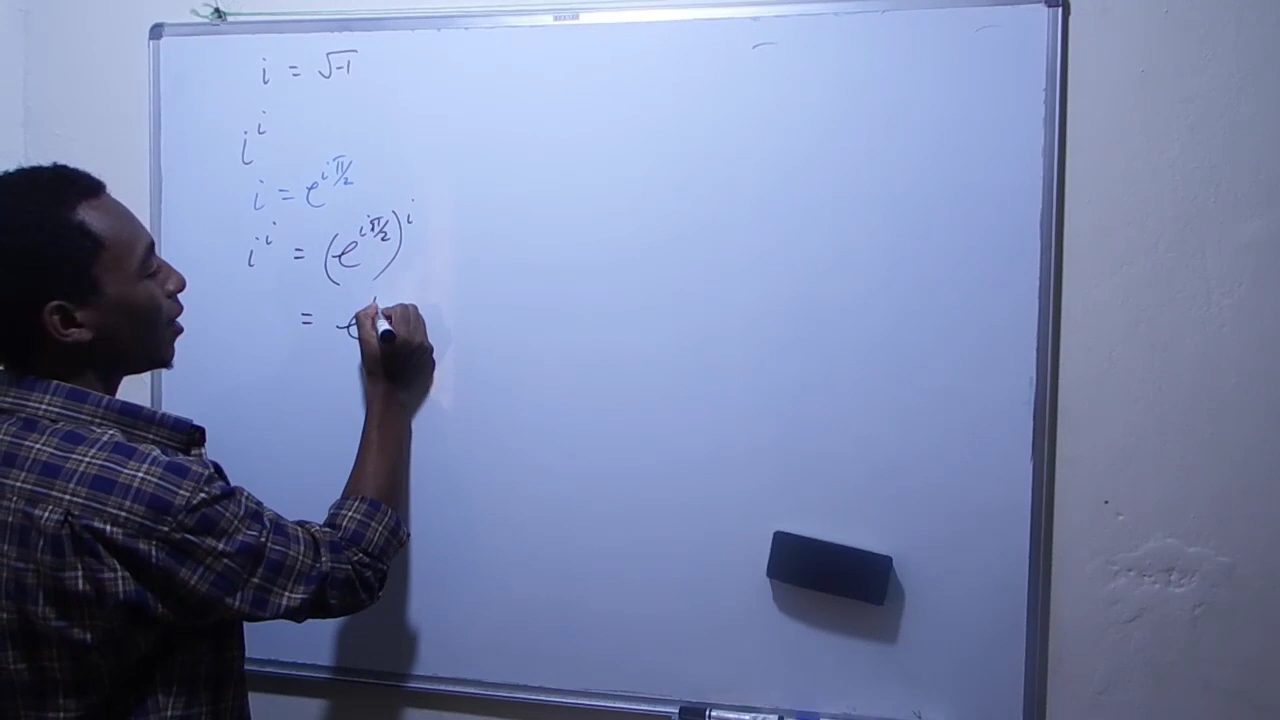 i = √-1
i^i
i = e^{iπ/2}
i^i = (e^{iπ/2})^i
= e